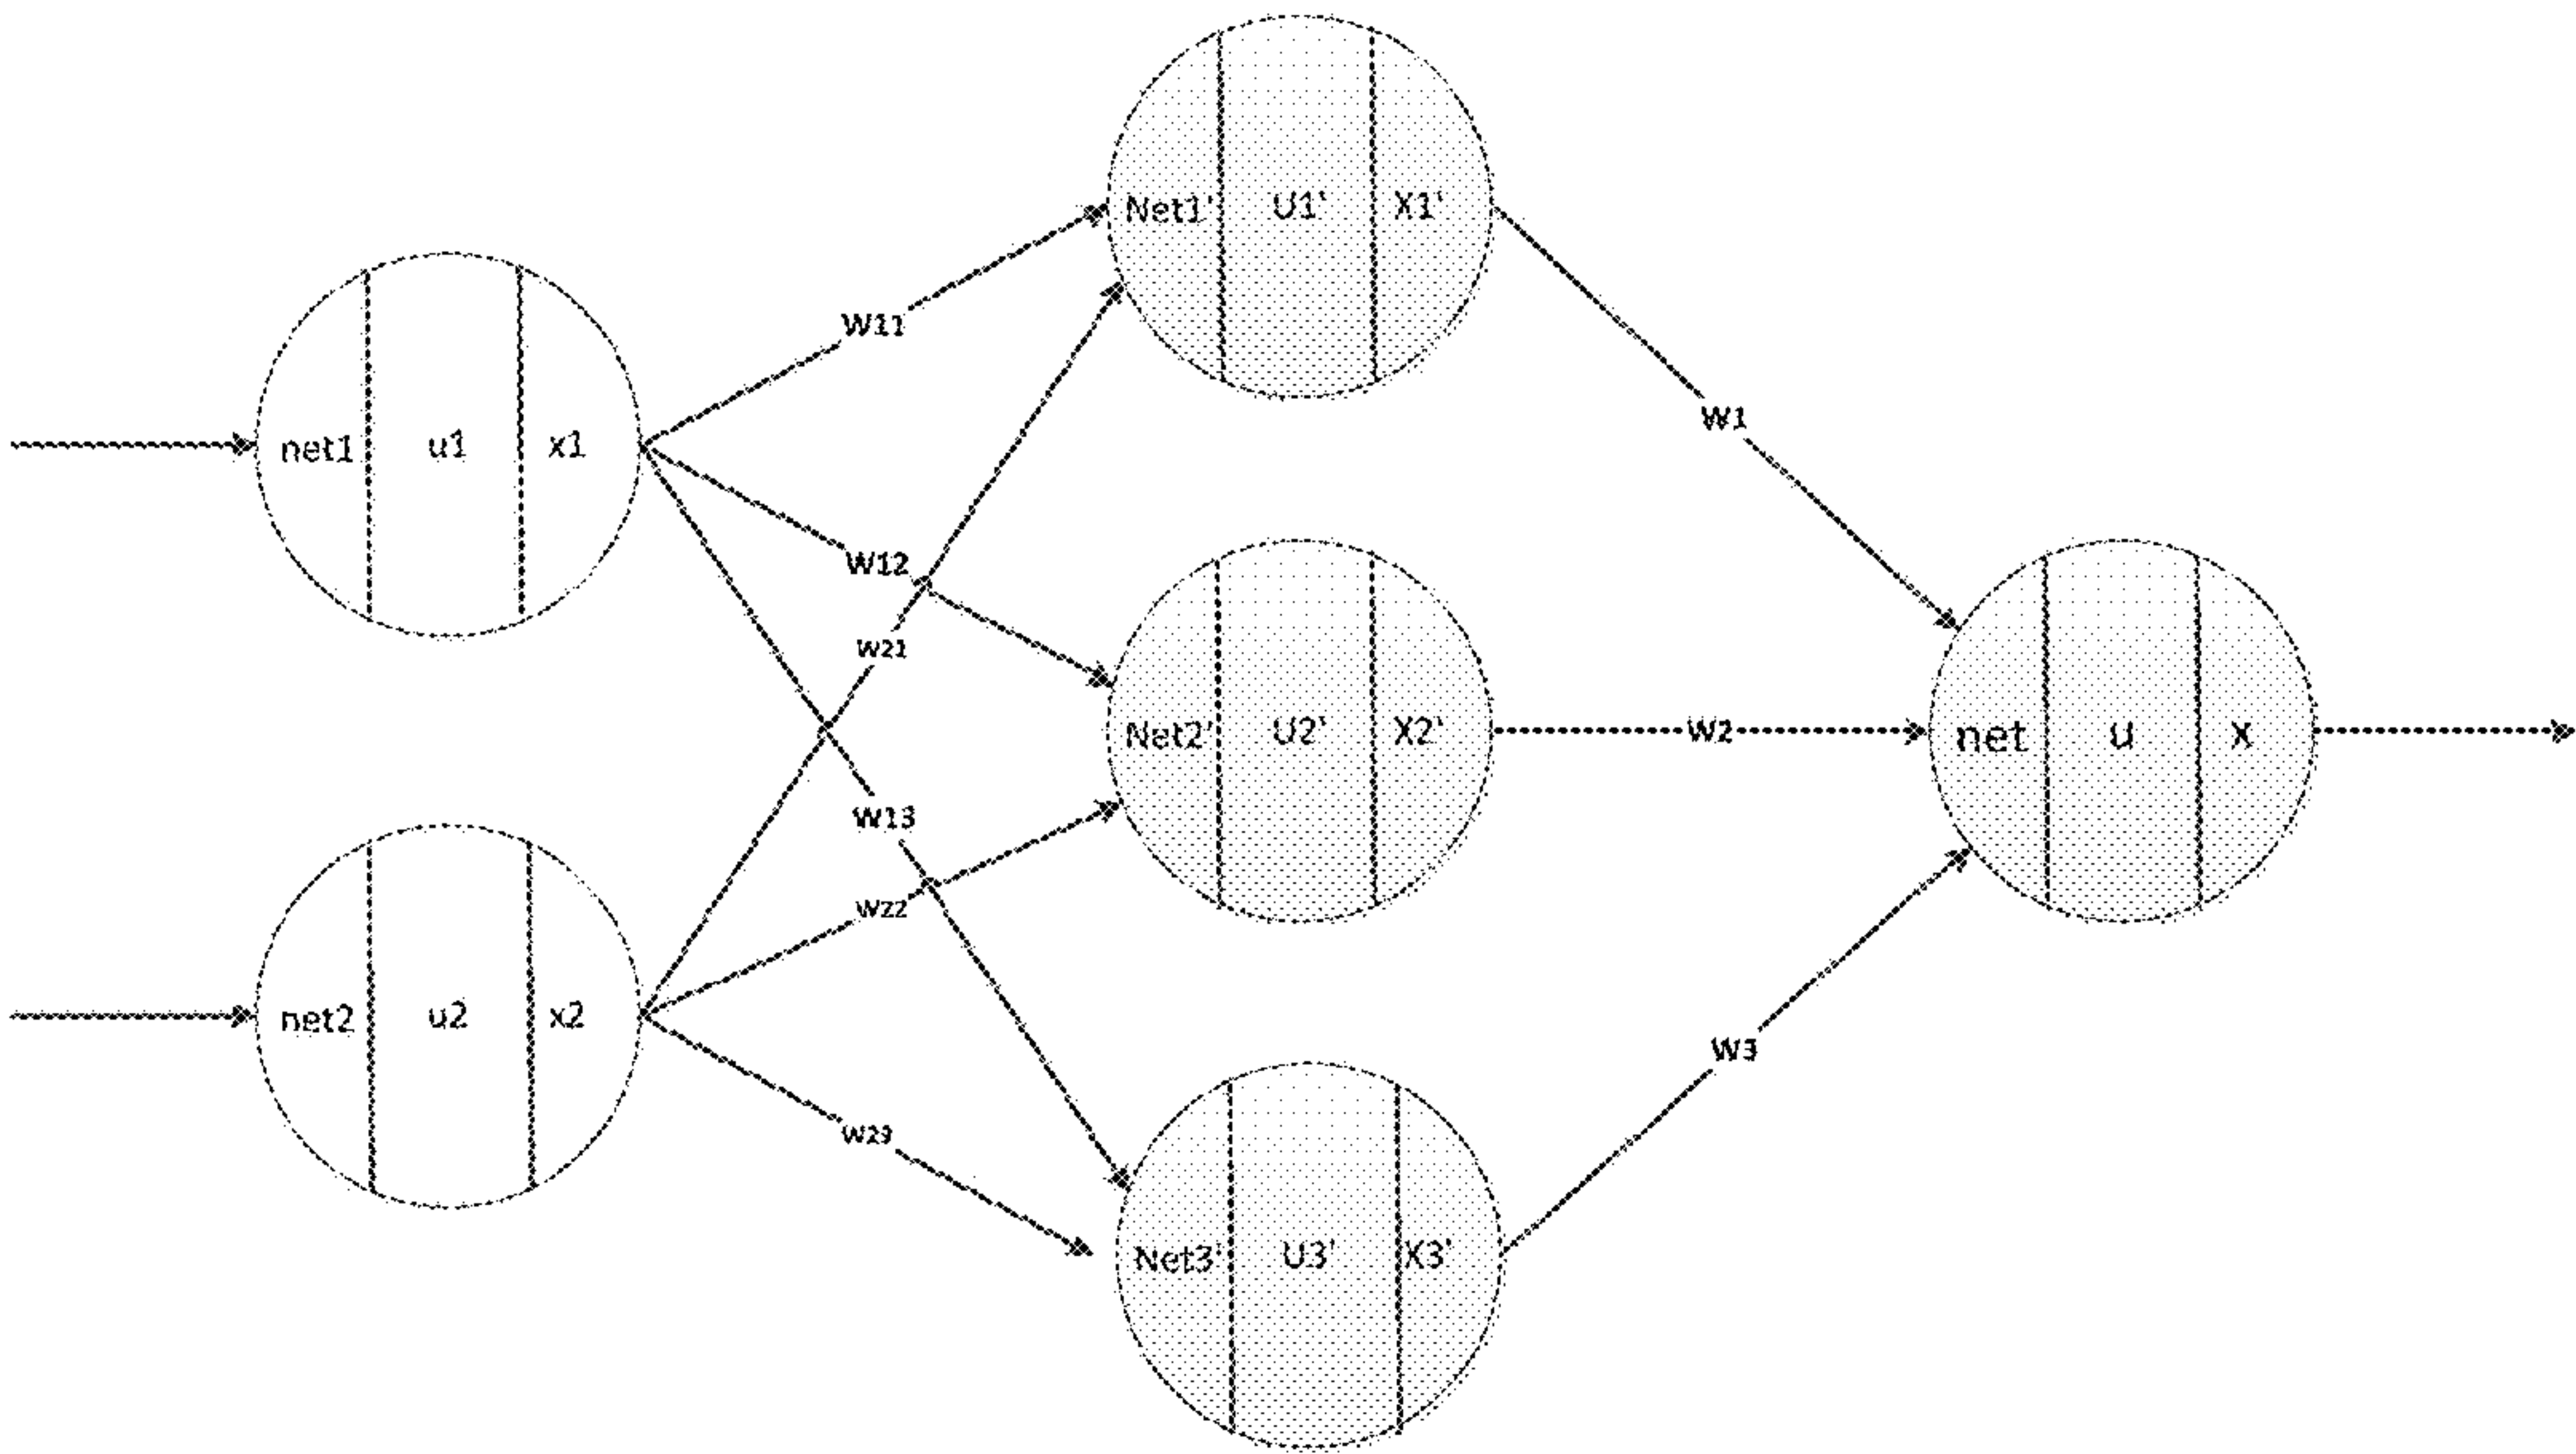 Net1' U1' X1'
W11
W1
net1 u1 x1
W12
W21
Net2' U2' X2'
W2
net u x
W13
W22
net2 u2 x2
W3
W23
Net3' U3' X3'